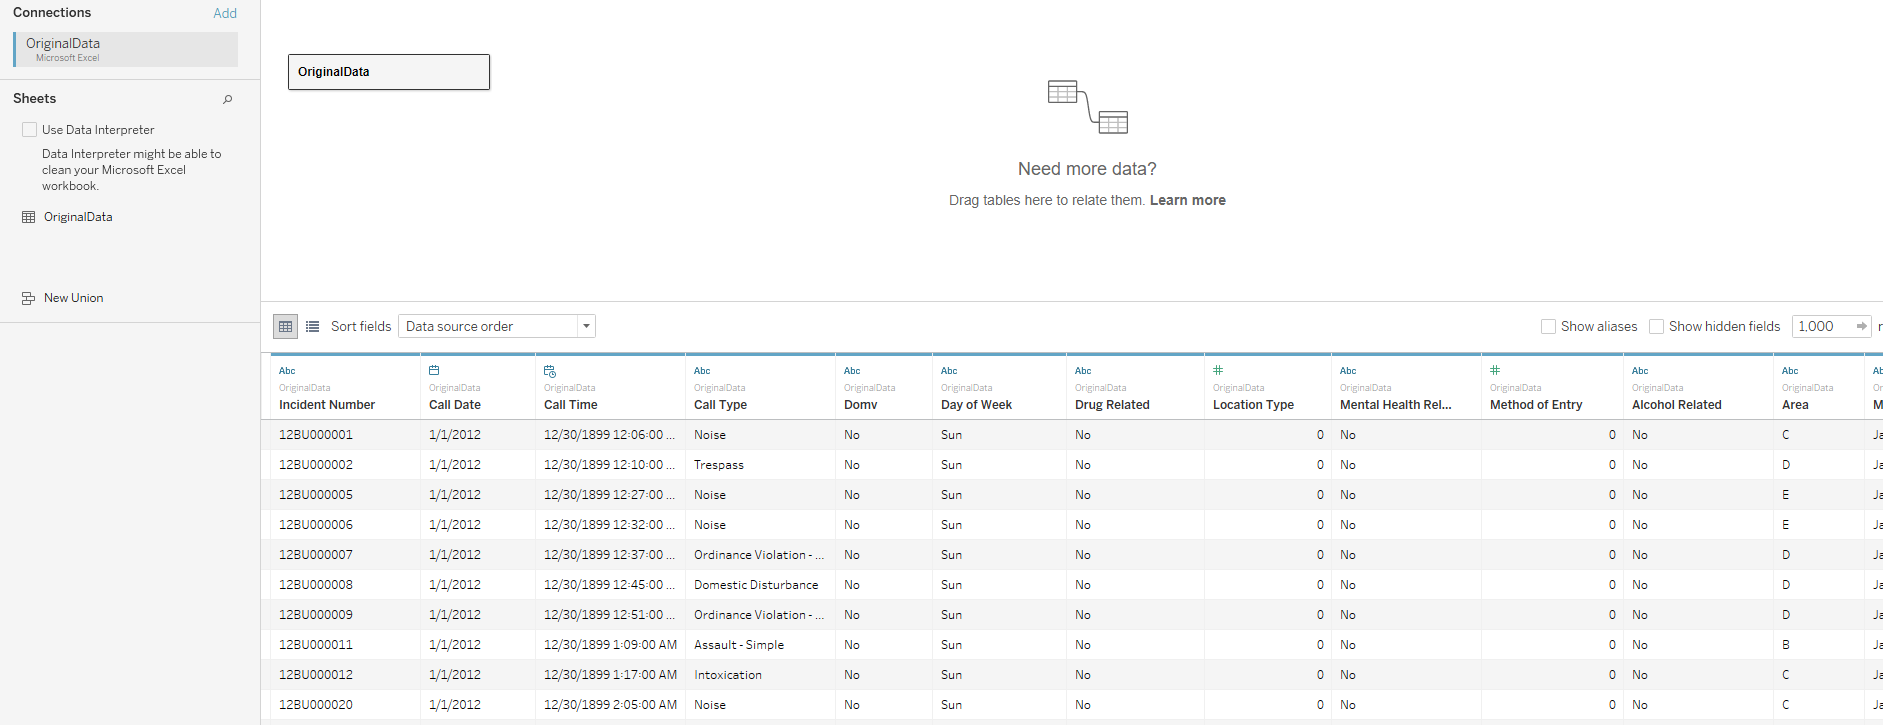 Connections Add
OriginalData
Microsoft Excel
Sheets
Use Data Interpreter
Data Interpreter might be able to
clean your Microsoft Excel
workbook.
OriginalData
New Union
OriginalData
Need more data?
Drag tables here to relate them. Learn more
Sort fields Data source order Show aliases Show hidden fields 1,000 r
Abc Abc Abc Abc Abc # Abc # Abc Abc Ab
OriginalData OriginalData OriginalData OriginalData OriginalData OriginalData OriginalData OriginalData OriginalData OriginalData OriginalData OriginalData
Incident Number Call Date Call Time Call Type Domv Day of Week Drug Related Location Type Mental Health Rel... Method of Entry Alcohol Related Area M
12BU000001 1/1/2012 12/30/1899 12:06:00 ... Noise No Sun No 0 No 0 No C Ja
12BU000002 1/1/2012 12/30/1899 12:10:00 ... Trespass No Sun No 0 No 0 No D Ja
12BU000005 1/1/2012 12/30/1899 12:27:00 ... Noise No Sun No 0 No 0 No E Ja
12BU000006 1/1/2012 12/30/1899 12:32:00 ... Noise No Sun No 0 No 0 No E Ja
12BU000007 1/1/2012 12/30/1899 12:37:00 ... Ordinance Violation - ... No Sun No 0 No 0 No D Ja
12BU000008 1/1/2012 12/30/1899 12:45:00 ... Domestic Disturbance No Sun No 0 No 0 No D Ja
12BU000009 1/1/2012 12/30/1899 12:51:00 ... Ordinance Violation - ... No Sun No 0 No 0 No D Ja
12BU000011 1/1/2012 12/30/1899 1:09:00 AM Assault - Simple No Sun No 0 No 0 No B Ja
12BU000012 1/1/2012 12/30/1899 1:17:00 AM Intoxication No Sun No 0 No 0 No C Ja
12BU000020 1/1/2012 12/30/1899 2:05:00 AM Noise No Sun No 0 No 0 No C Ja